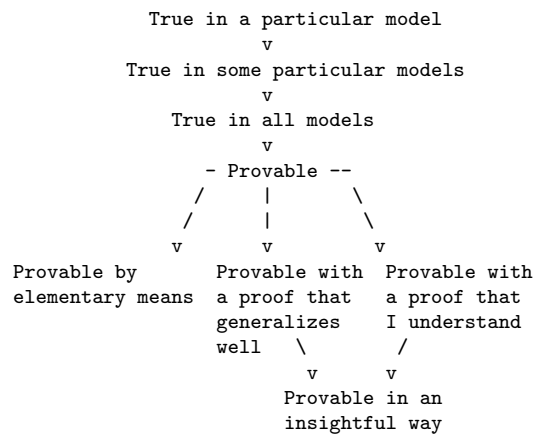 True in a particular model
v
True in some particular models
v
True in all models
v
- Provable --
/ | \
/ | \
v v v
Provable by Provable with Provable with
elementary means a proof that a proof that
generalizes I understand
well \ /
v v
Provable in an
insightful way